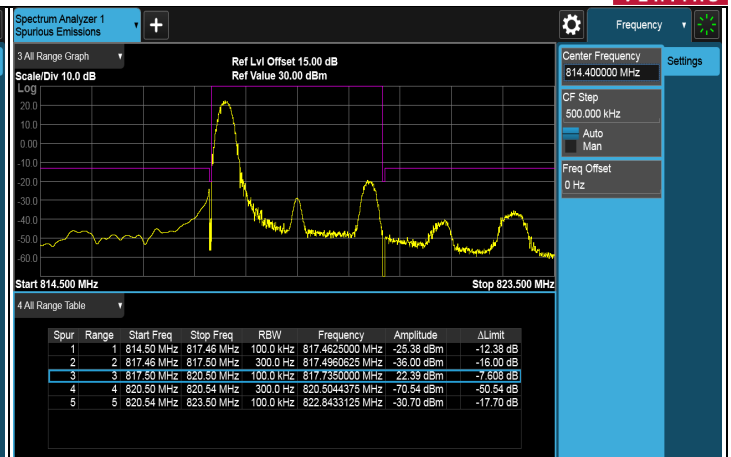 Spectrum Analyzer 1
Spurious Emissions
+
Frequency
3 All Range Graph
Ref Lvl Offset 15.00 dB
Scale/Div 10.0 dB
Ref Value 30.00 dBm
Log
20.0
10.0
0.00
-10.0
-20.0
-30.0
-40.0
-50.0
-60.0
Start 814.500 MHz
Stop 823.500 MHz
4 All Range Table
Spur Range Start Freq Stop Freq RBW Frequency Amplitude ΔLimit
1 1 814.50 MHz 817.46 MHz 100.0 kHz 817.4625000 MHz -25.38 dBm -12.38 dB
2 2 817.46 MHz 817.50 MHz 300.0 Hz 817.4960625 MHz -36.00 dBm -16.00 dB
3 3 817.50 MHz 820.50 MHz 100.0 kHz 817.7350000 MHz 22.39 dBm -7.608 dB
4 4 820.50 MHz 820.54 MHz 300.0 Hz 820.5044375 MHz -70.54 dBm -50.54 dB
5 5 820.54 MHz 823.50 MHz 100.0 kHz 822.8433125 MHz -30.70 dBm -17.70 dB
Center Frequency
814.400000 MHz
Settings
CF Step
500.000 kHz
Auto
Man
Freq Offset
0 Hz